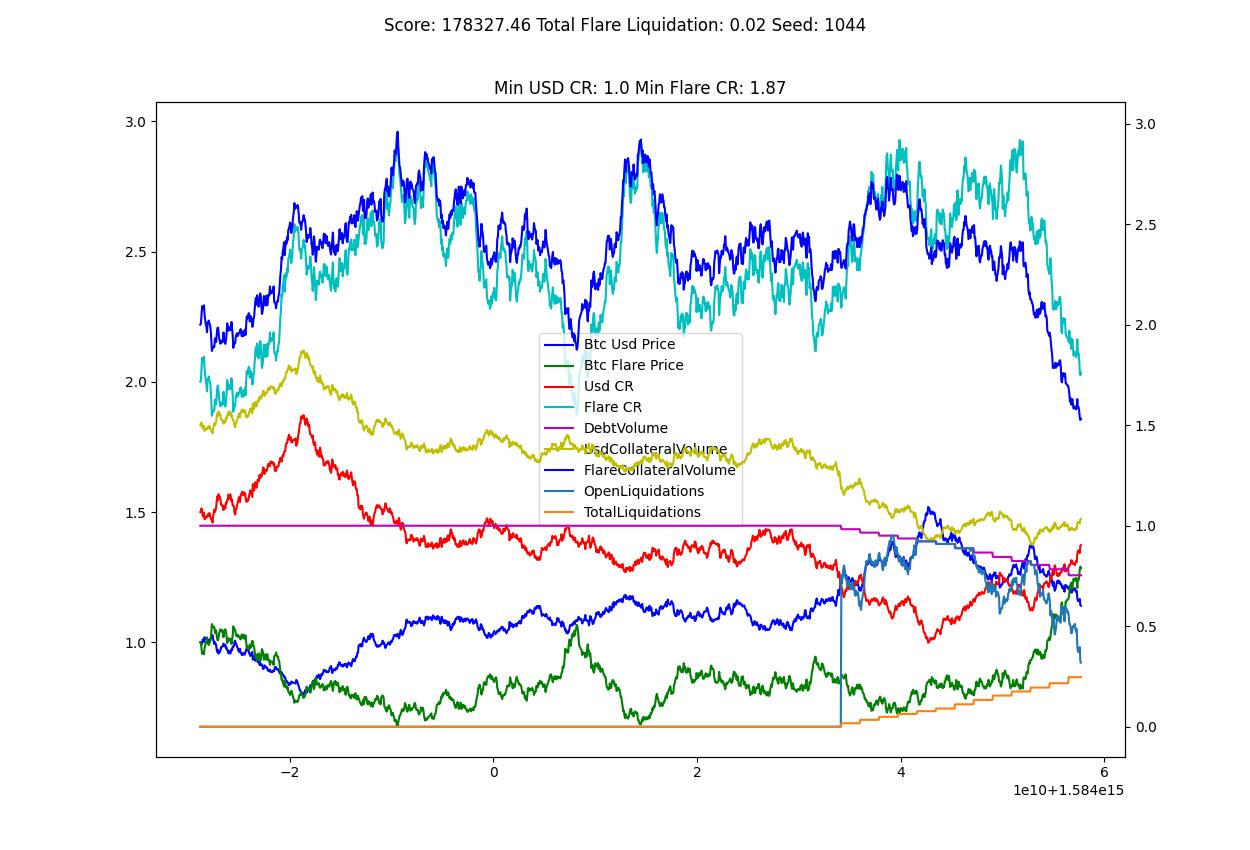 Score: 178327.46 Total Flare Liquidation: 0.02 Seed: 1044
Min USD CR: 1.0 Min Flare CR: 1.87
3.0
2.5
2.0
1.5
1.0
3.0
2.5
2.0
1.5
1.0
0.5
0.0
Btc Usd Price
Btc Flare Price
Usd CR
Flare CR
DebtVolume
UsdCollateralVolume
FlareCollateralVolume
OpenLiquidations
TotalLiquidations
−2 0 2 4 6
1e10+1.584e15